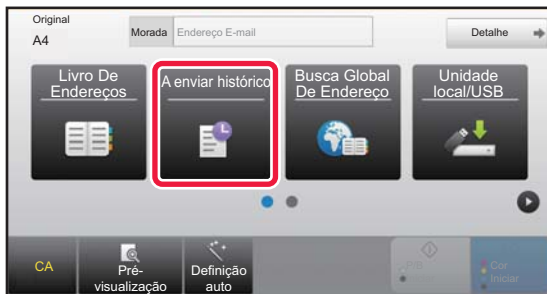 Original
A4
Morada
Endereço E-mail
Detalhe
Livro De
Endereços
A enviar histórico
Busca Global
De Endereço
Unidade
local/USB
CA
Pré-
visualização
Definição
auto
Cor
Iniciar